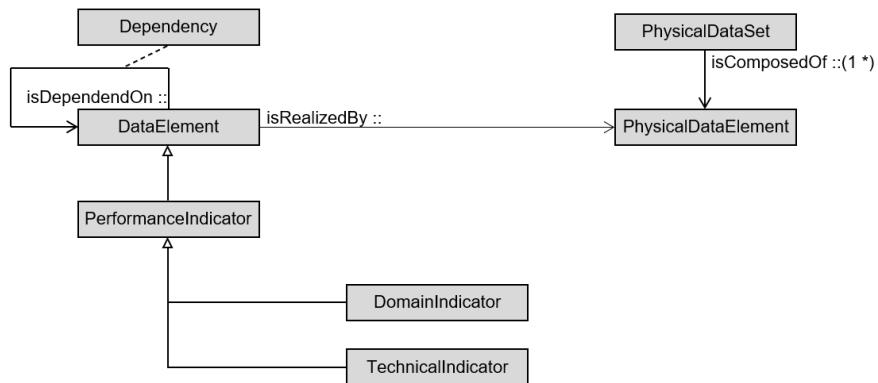 Dependency
PhysicalDataSet
isComposedOf ::(1 *)
isDependendOn ::
DataElement
isRealizedBy ::
PhysicalDataElement
PerformanceIndicator
DomainIndicator
TechnicalIndicator